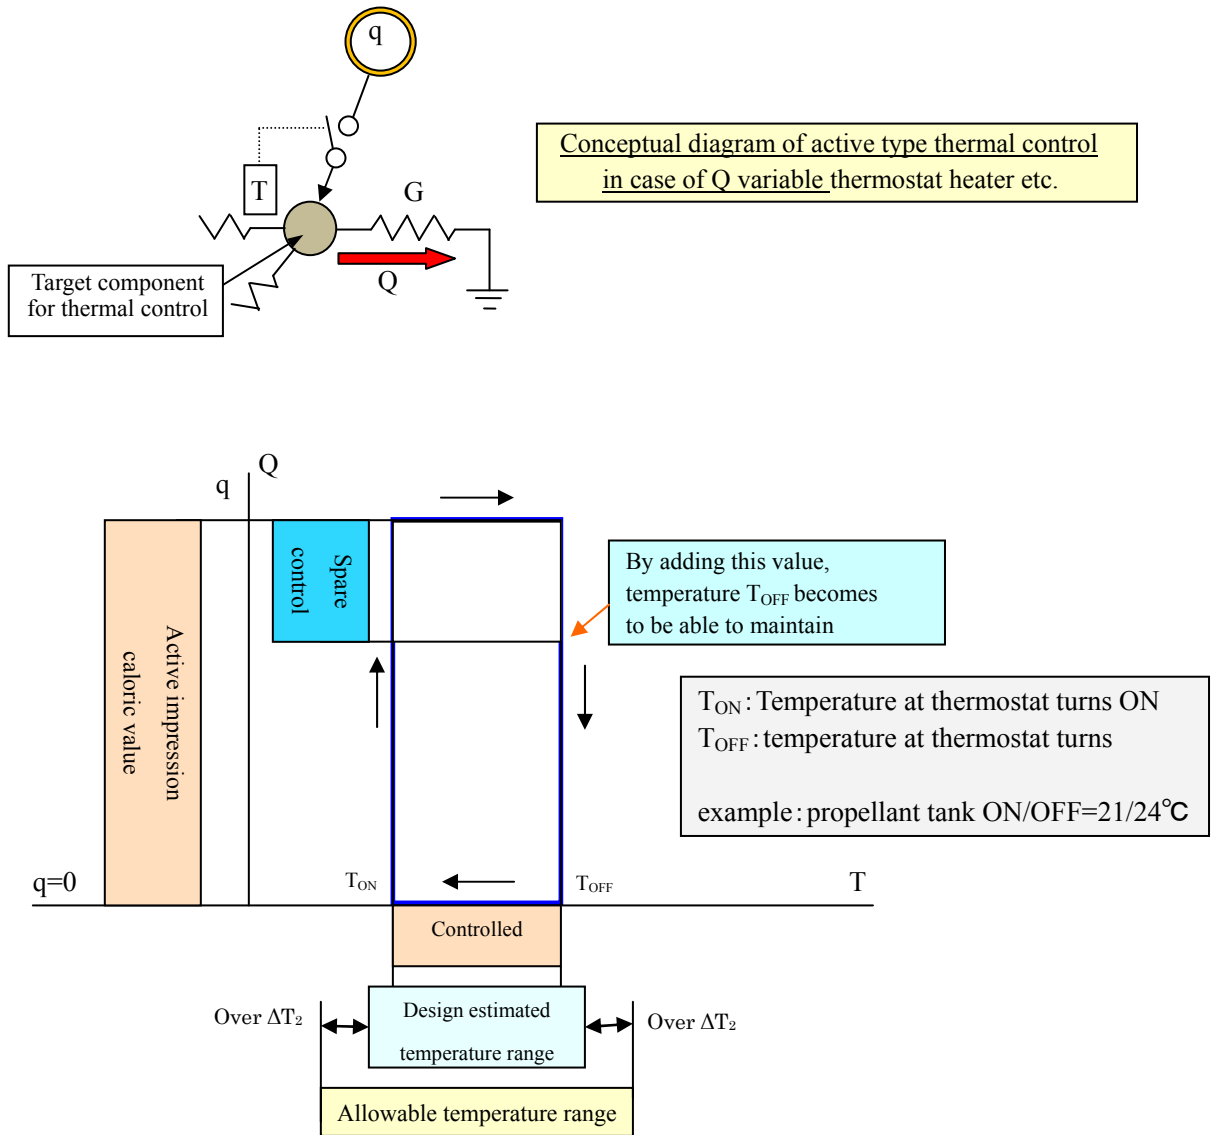 q
Conceptual diagram of active type thermal control
in case of Q variable thermostat heater etc.
T
G
Target component
for thermal control
Q
Q
q
Spare
control
Active impression
caloric value
By adding this value,
temperature TOFF becomes
to be able to maintain
TON:Temperature at thermostat turns ON
TOFF:temperature at thermostat turns
example:propellant tank ON/OFF=21/24℃
q=0
TON
TOFF
T
Controlled
Over ΔT2
Design estimated
temperature range
Over ΔT2
Allowable temperature range